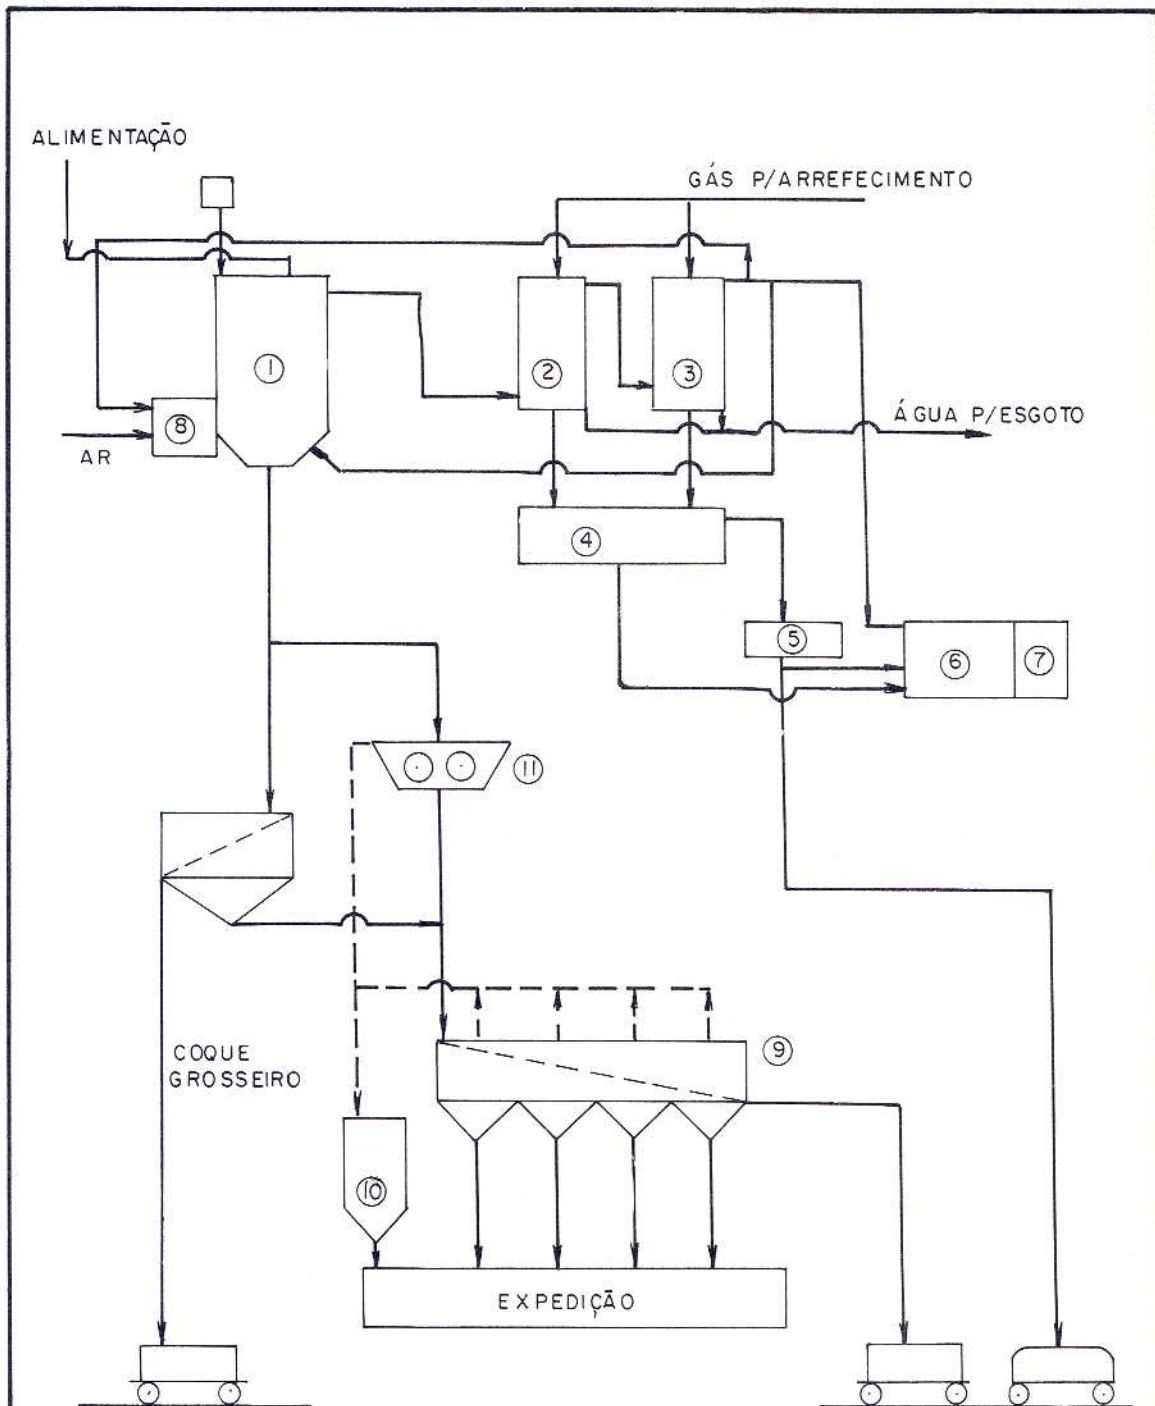 ALIMENTAÇÃO
GÁS P/ARREFECIMENTO
1
2
3
8
ÁGUA P/ESGOTO
AR
4
5
6
7
11
9
COQUE
GROSSEIRO
10
EXPEDIÇÃO